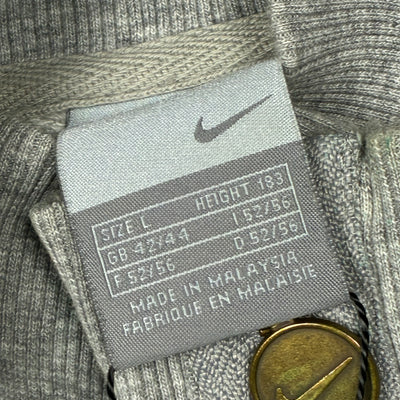 SIZE L HEIGHT 183
GB 42/44 I 52/56
F 52/56 D 52/56
MADE IN MALAYSIA
FABRIQUE EN MALAISIE